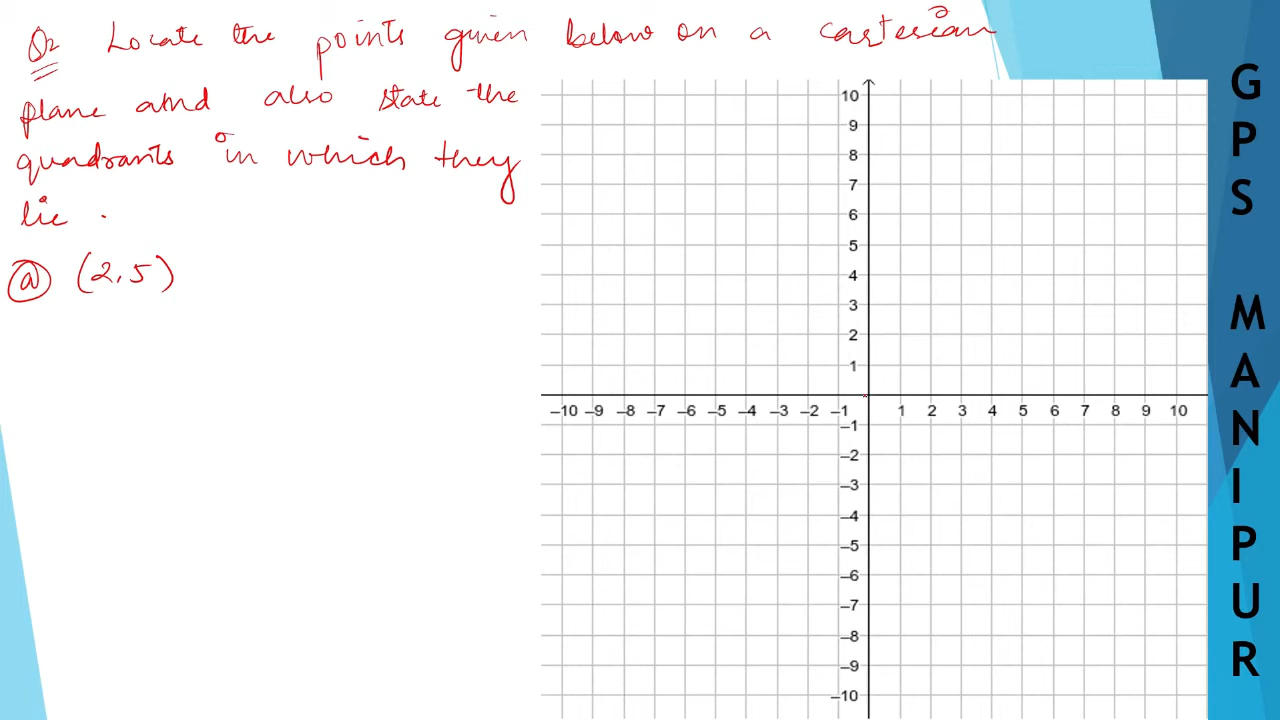 Q2 Locate the points given below on a cartesian
plane and also state the
quadrants in which they
lie .
(a) (2,5)
10
9
8
7
6
5
4
3
2
1
–10 –9 –8 –7 –6 –5 –4 –3 –2 –1 1 2 3 4 5 6 7 8 9 10
–1
–2
–3
–4
–5
–6
–7
–8
–9
–10
G
P
S
M
A
N
I
P
U
R